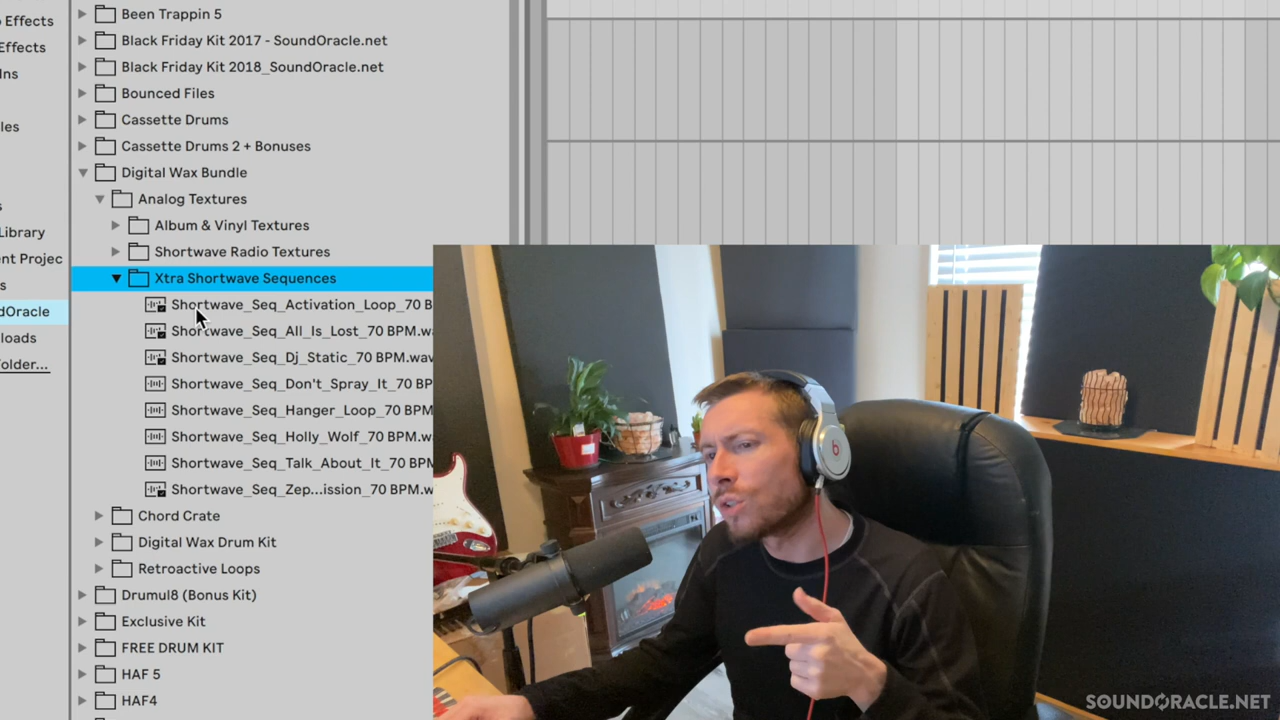 Effects
Effects
Ins
les
s
Library
ent Projec
s
dOracle
loads
Folder...
Been Trappin 5
Black Friday Kit 2017 - SoundOracle.net
Black Friday Kit 2018_SoundOracle.net
Bounced Files
Cassette Drums
Cassette Drums 2 + Bonuses
Digital Wax Bundle
Analog Textures
Album & Vinyl Textures
Shortwave Radio Textures
Xtra Shortwave Sequences
Shortwave_Seq_Activation_Loop_70 B
Shortwave_Seq_All_Is_Lost_70 BPM.wa
Shortwave_Seq_Dj_Static_70 BPM.wav
Shortwave_Seq_Don't_Spray_It_70 BP
Shortwave_Seq_Hanger_Loop_70 BPM
Shortwave_Seq_Holly_Wolf_70 BPM.w
Shortwave_Seq_Talk_About_It_70 BPM
Shortwave_Seq_Zep...ission_70 BPM.w
Chord Crate
Digital Wax Drum Kit
Retroactive Loops
Drumul8 (Bonus Kit)
Exclusive Kit
FREE DRUM KIT
HAF 5
HAF4
SOUNDORACLE.NET